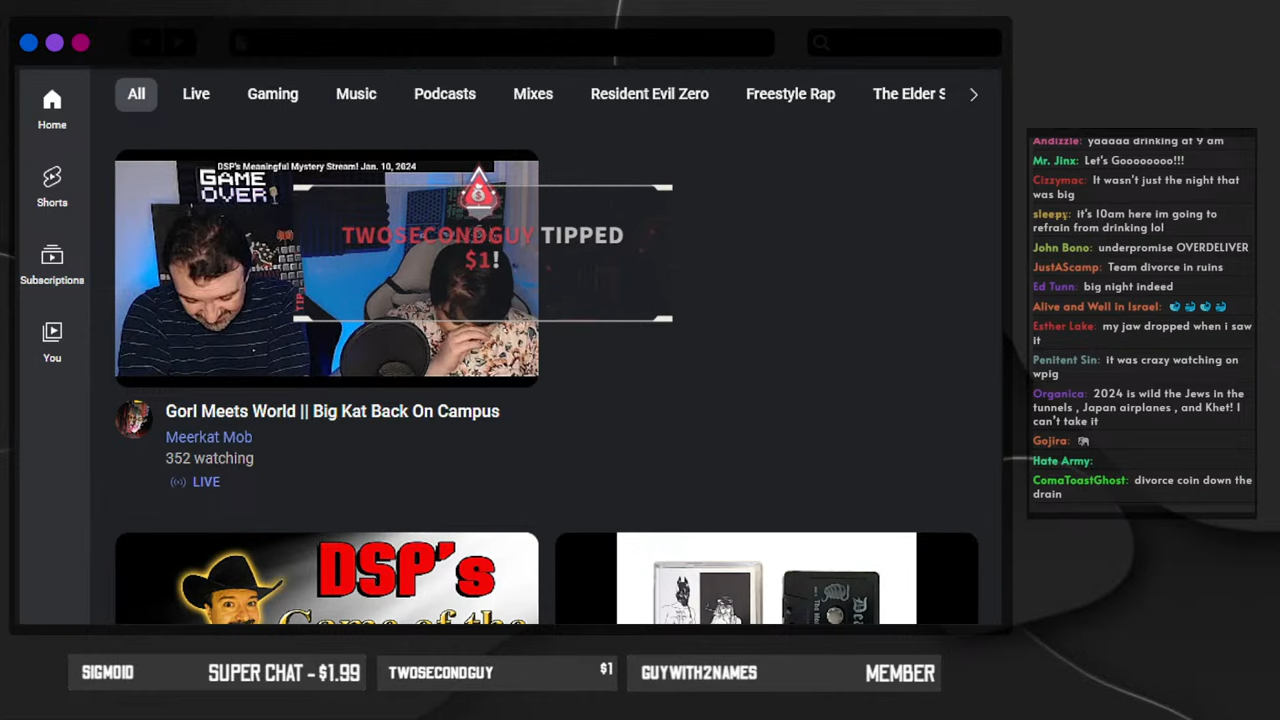 All
Live
Gaming
Music
Podcasts
Mixes
Resident Evil Zero
Freestyle Rap
The Elder S
Home
Shorts
Subscriptions
You
DSP's Meaningful Mystery Stream! Jan. 10, 2024
GAME
OVER
TWOSECONDGUY TIPPED
$1!
TIP
Gorl Meets World || Big Kat Back On Campus
Meerkat Mob
352 watching
LIVE
DSP's
Game of the
Andizzle: yaaaaa drinking at 9 am
Mr. Jinx: Let's Goooooooo!!!
Cizzymac: It wasn't just the night that
was big
sleepy: it's 10am here im going to
refrain from drinking lol
John Bono: underpromise OVERDELIVER
JustAScamp: Team divorce in ruins
Ed Tunn: big night indeed
Alive and Well in Israel:
Esther Lake: my jaw dropped when i saw
it
Penitent Sin: it was crazy watching on
wpig
Organica: 2024 is wild the Jews in the
tunnels , Japan airplanes , and Khet! I
can't take it
Gojira:
Hate Army:
ComaToastGhost: divorce coin down the
drain
SIGMOID
SUPER CHAT - $1.99
TWOSECONDGUY
$1
GUYWITH2NAMES
MEMBER